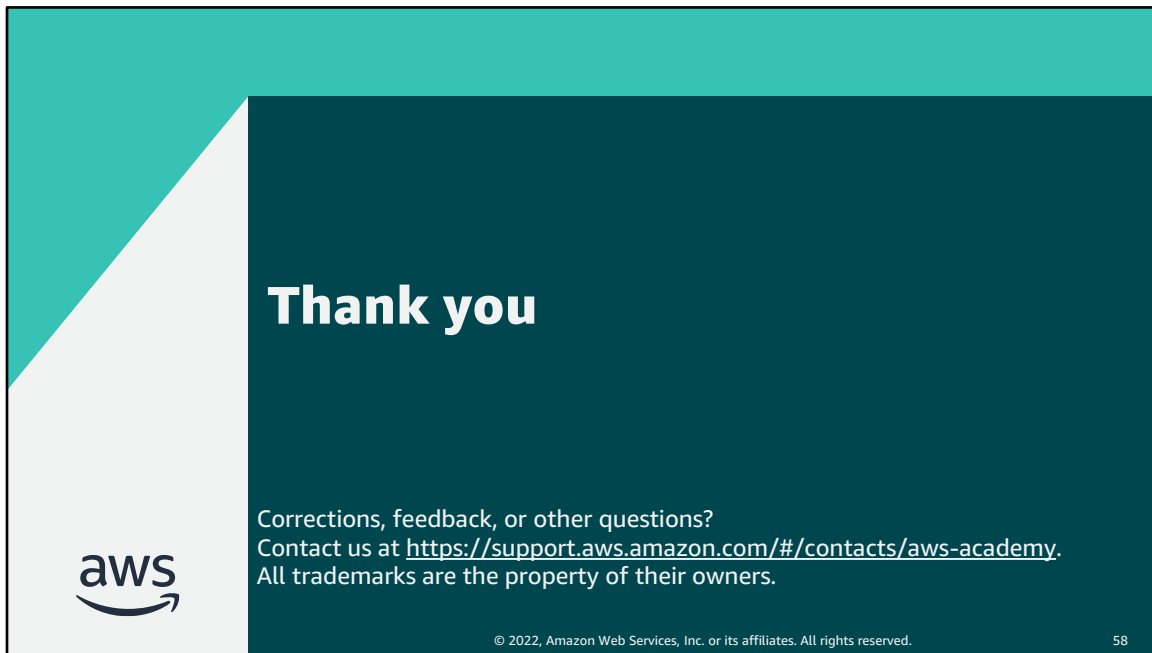 Thank you
Corrections, feedback, or other questions?
Contact us at https://support.aws.amazon.com/#/contacts/aws-academy.
All trademarks are the property of their owners.
aws
© 2022, Amazon Web Services, Inc. or its affiliates. All rights reserved.
58